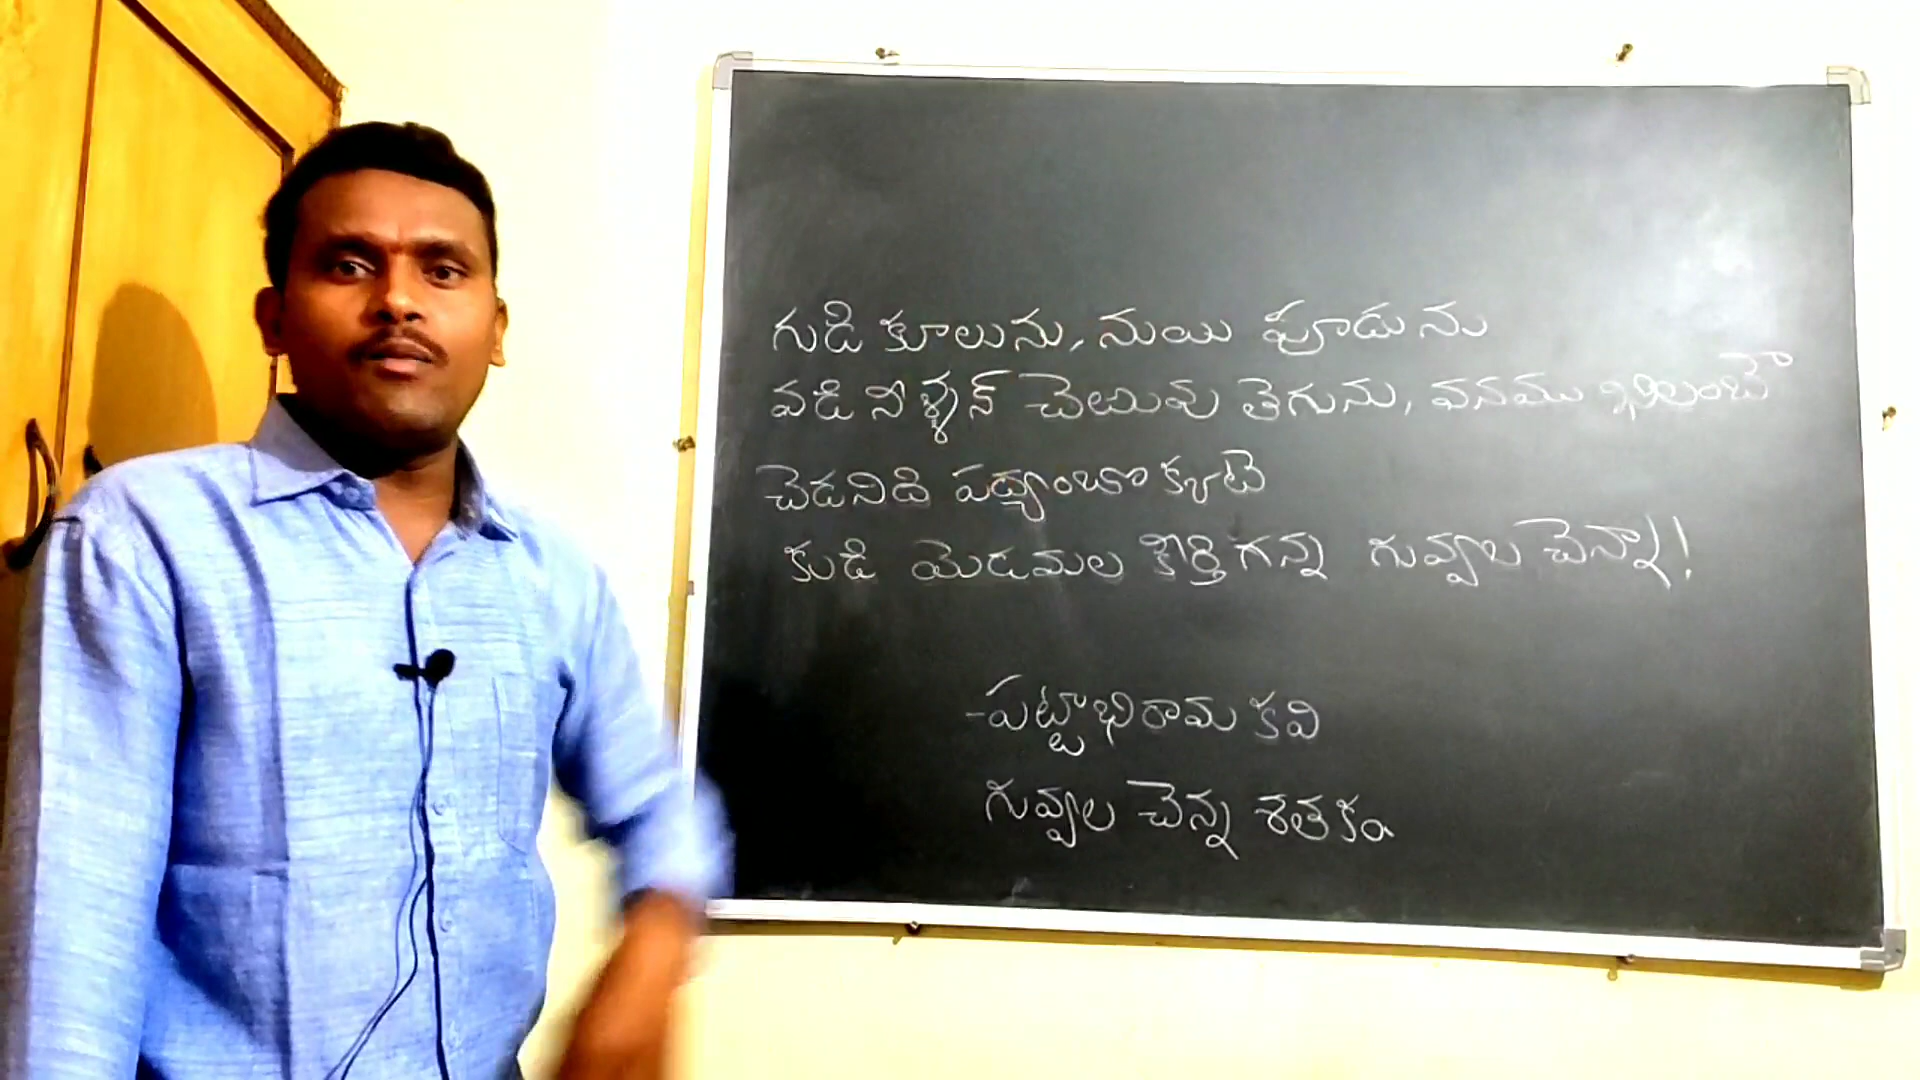 గుడి కూలును, నుయి పూడును
వడి నీళ్ళన్ చెఱువు తెగును, వనము ఖిలంబౌ
చెడనిది పద్యంబొక్కటె
కుడి యెడమల కీర్తిగన్న గువ్వల చెన్నా!
-పట్టాభిరామ కవి
గువ్వల చెన్న శతకం